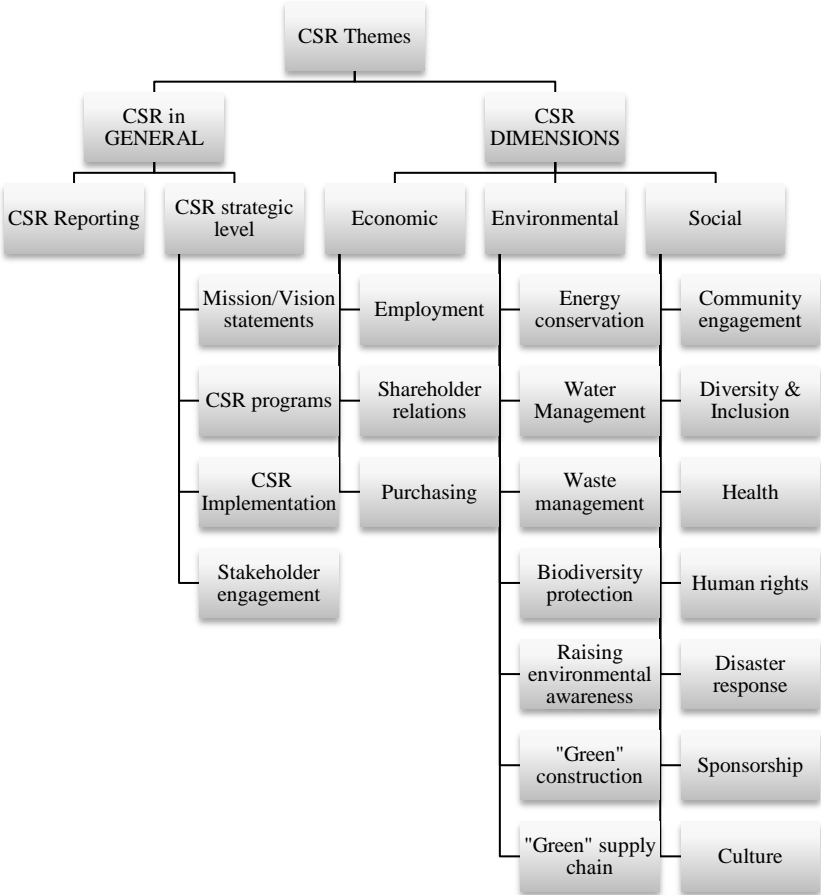 CSR Themes
CSR in
GENERAL
CSR
DIMENSIONS
CSR Reporting
CSR strategic
level
Economic
Environmental
Social
Mission/Vision
statements
CSR programs
CSR
Implementation
Stakeholder
engagement
Employment
Shareholder
relations
Purchasing
Energy
conservation
Water
Management
Waste
management
Biodiversity
protection
Raising
environmental
awareness
"Green"
construction
"Green" supply
chain
Community
engagement
Diversity &
Inclusion
Health
Human rights
Disaster
response
Sponsorship
Culture